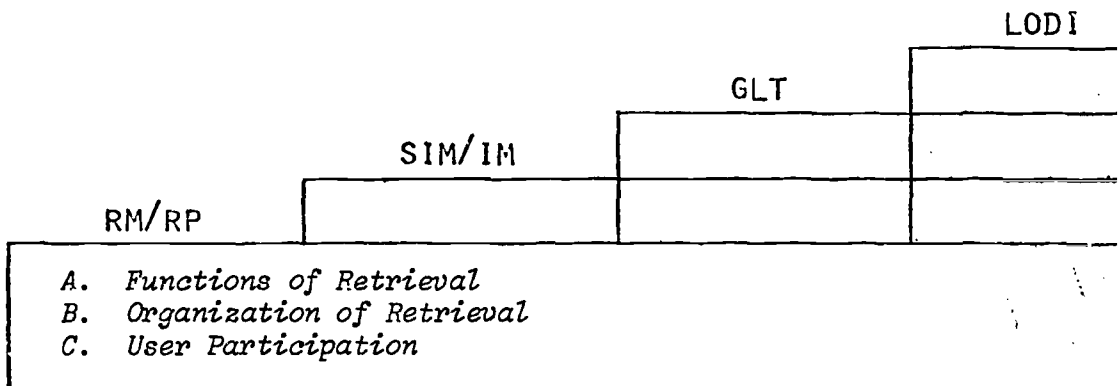 LODI
GLT
SIM/IM
RM/RP
A. Functions of Retrieval
B. Organization of Retrieval
C. User Participation